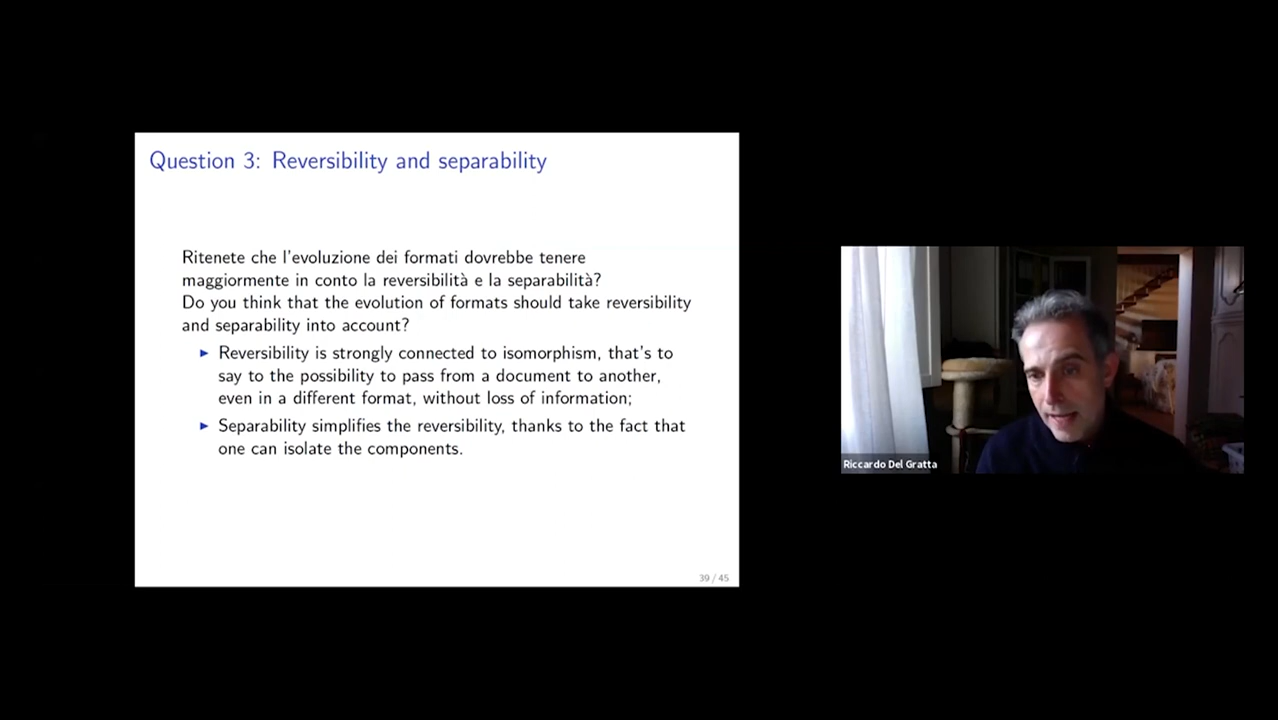 Question 3: Reversibility and separability
Ritenete che l'evoluzione dei formati dovrebbe tenere
maggiormente in conto la reversibilità e la separabilità?
Do you think that the evolution of formats should take reversibility
and separability into account?
▶ Reversibility is strongly connected to isomorphism, that's to
say to the possibility to pass from a document to another,
even in a different format, without loss of information;
▶ Separability simplifies the reversibility, thanks to the fact that
one can isolate the components.
39 / 45
Riccardo Del Gratta